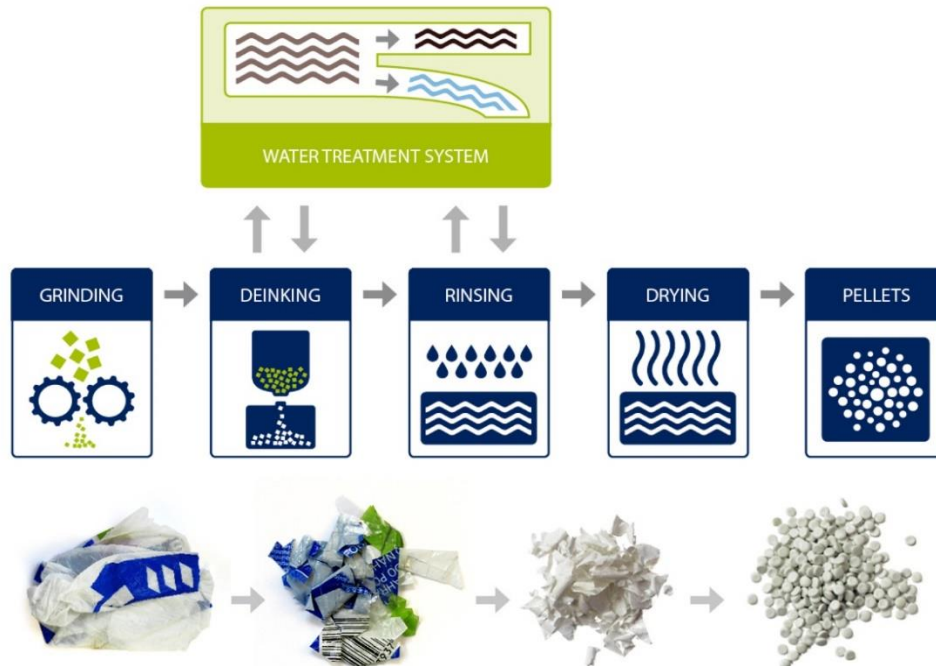 WATER TREATMENT SYSTEM
GRINDING
DEINKING
RINSING
DRYING
PELLETS